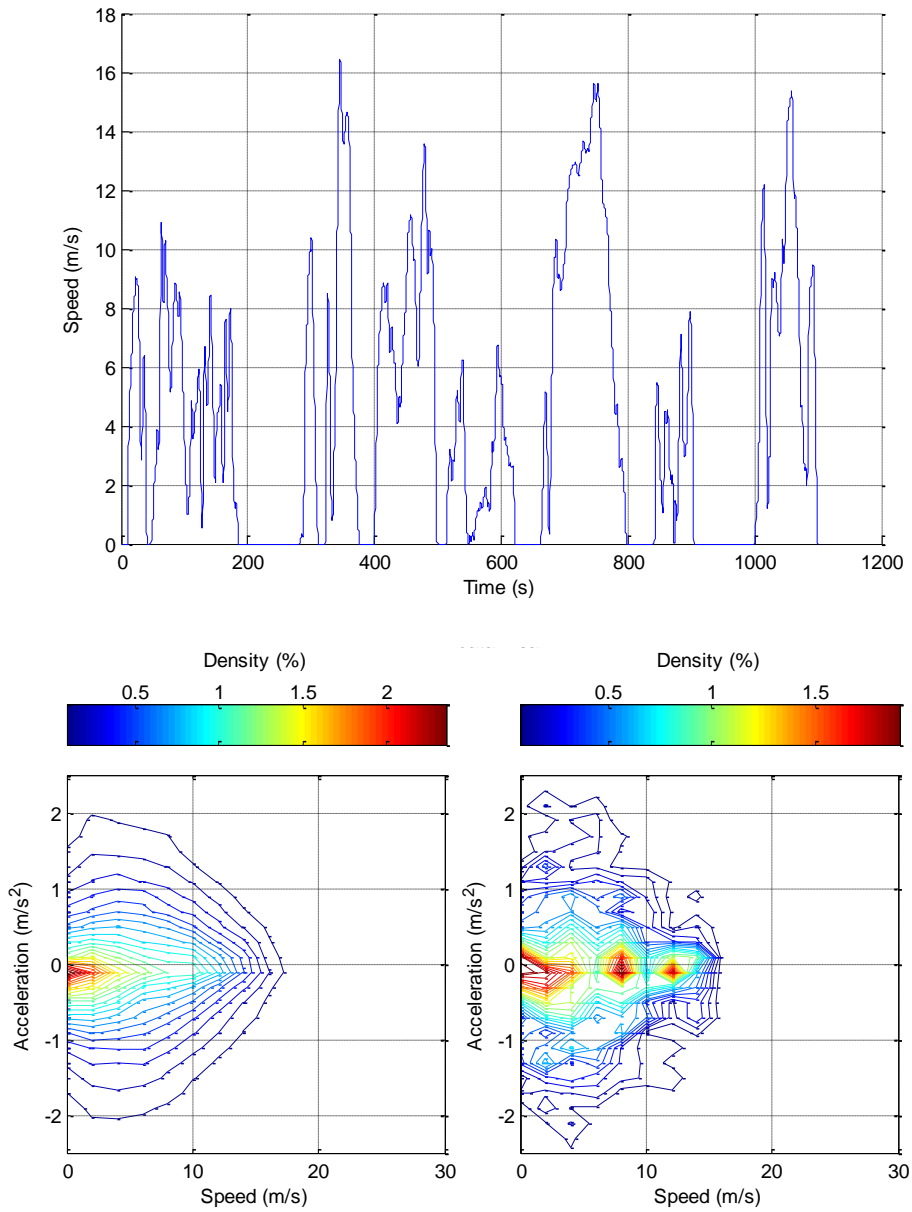 18
16
14
12
10
8
6
4
2
0
Speed (m/s)
0 200 400 600 800 1000 1200
Time (s)
Density (%) Density (%)
0.5 1 1.5 2 0.5 1 1.5
2 2
1 1
0 0
-1 -1
-2 -2
Acceleration (m/s²) Acceleration (m/s²)
0 10 20 30 0 10 20 30
Speed (m/s) Speed (m/s)